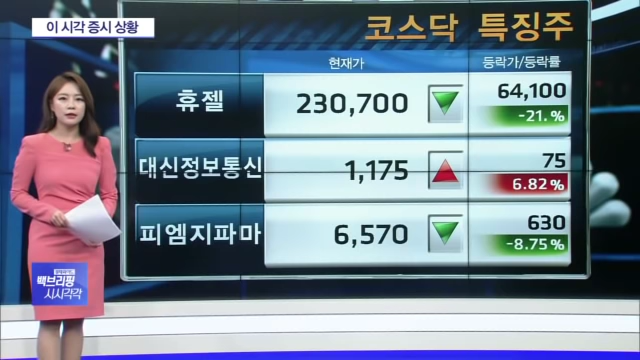 이 시각 증시 상황
코스닥 특징주
현재가 등락가/등락률
휴젤 230,700 64,100
-21.%
대신정보통신 1,175 75
6.82%
피엠지파마 6,570 630
-8.75%
백브리핑
시시각각